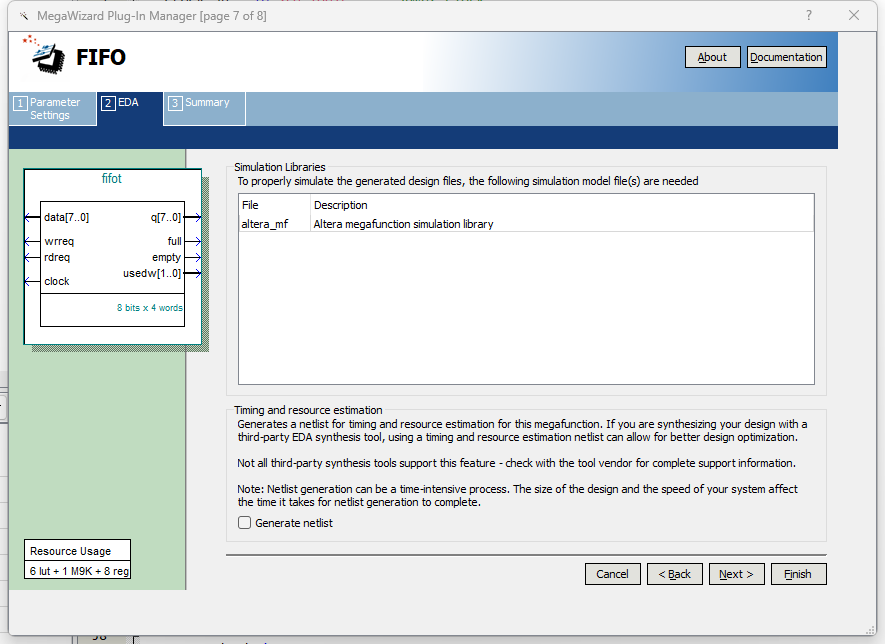 MegaWizard Plug-In Manager [page 7 of 8]
?
FIFO
About
Documentation
1 Parameter Settings
2 EDA
3 Summary
fifot
data[7..0] q[7..0]
wrreq full
rdreq empty
usedw[1..0]
clock
8 bits x 4 words
Resource Usage
6 lut + 1 M9K + 8 reg
Simulation Libraries
To properly simulate the generated design files, the following simulation model file(s) are needed
File Description
altera_mf Altera megafunction simulation library
Timing and resource estimation
Generates a netlist for timing and resource estimation for this megafunction. If you are synthesizing your design with a
third-party EDA synthesis tool, using a timing and resource estimation netlist can allow for better design optimization.
Not all third-party synthesis tools support this feature - check with the tool vendor for complete support information.
Note: Netlist generation can be a time-intensive process. The size of the design and the speed of your system affect
the time it takes for netlist generation to complete.
Generate netlist
Cancel
< Back
Next >
Finish